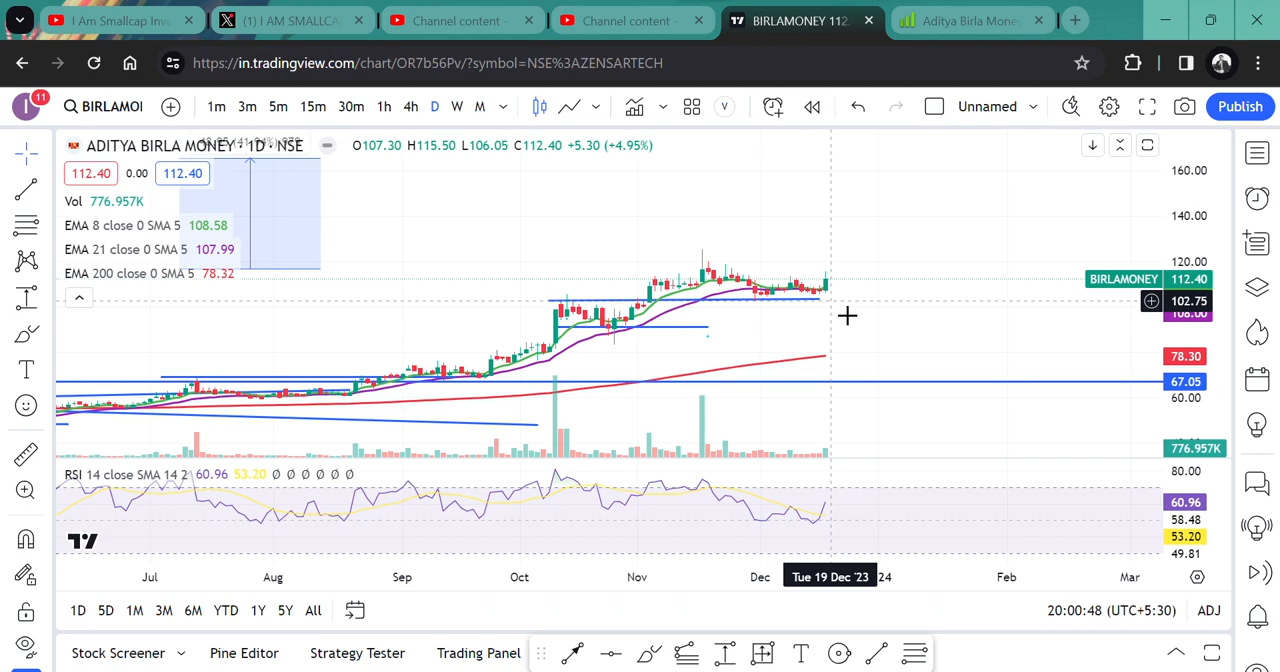 I Am Smallcap Inve
(1) I AM SMALLCA
Channel content -
Channel content -
BIRLAMONEY 112.
Aditya Birla Mone
https://in.tradingview.com/chart/OR7b56Pv/?symbol=NSE%3AZENSARTECH
I 11 BIRLAMOI 1m 3m 5m 15m 30m 1h 4h D W M V Unnamed Publish
ADITYA BIRLA MONEY · 1D · NSE O107.30 H115.50 L106.05 C112.40 +5.30 (+4.95%)
112.40 0.00 112.40
Vol 776.957K
EMA 8 close 0 SMA 5 108.58
EMA 21 close 0 SMA 5 107.99
EMA 200 close 0 SMA 5 78.32
160.00
140.00
120.00
BIRLAMONEY 112.40
102.75
108.00
78.30
67.05
60.00
776.957K
RSI 14 close SMA 14 2 60.96 53.20 Ø Ø Ø Ø Ø Ø
80.00
60.96
58.48
53.20
49.81
Jul Aug Sep Oct Nov Dec Tue 19 Dec '23 24 Feb Mar
1D 5D 1M 3M 6M YTD 1Y 5Y All 20:00:48 (UTC+5:30) ADJ
Stock Screener Pine Editor Strategy Tester Trading Panel